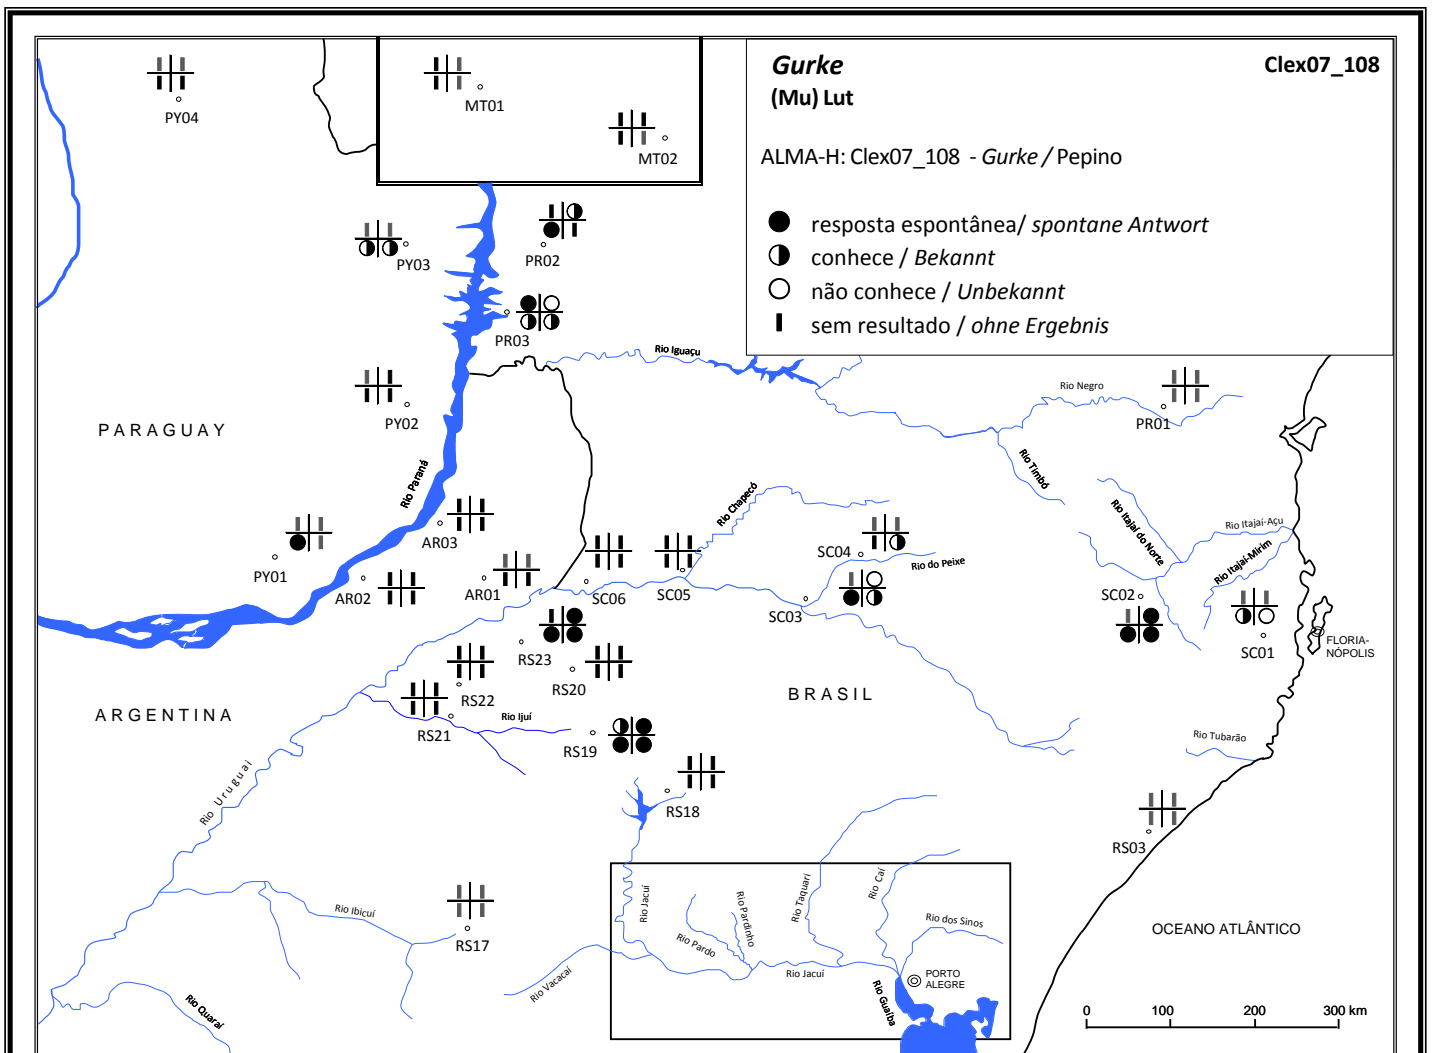 Gurke
Clex07_108
(Mu) Lut
ALMA-H: Clex07_108 - Gurke / Pepino
resposta espontânea/ spontane Antwort
conhece / Bekannt
não conhece / Unbekannt
sem resultado / ohne Ergebnis
PY04
MT01
MT02
PY03
PR02
PR03
Rio Iguaçu
PY02
Rio Negro
PR01
PARAGUAY
Rio Paraná
Rio Timbó
Rio Chapecó
Rio Itajaí do Norte
Rio Itajaí-Açu
Rio Itajaí-Mirim
AR03
PY01
SC04
Rio do Peixe
AR02
AR01
SC06
SC05
SC03
SC02
SC01
FLORIA-
NÓPOLIS
RS23
RS20
RS22
BRASIL
ARGENTINA
RS21
Rio Ijuí
RS19
Rio Tubarão
Rio Uruguai
RS18
RS03
Rio Ibicuí
RS17
Rio Jacuí
Rio Pardo
Rio Pardinho
Rio Taquari
Rio Caí
Rio dos Sinos
OCEANO ATLÂNTICO
Rio Vacacaí
Rio Jacuí
PORTO
ALEGRE
Rio Guaíba
Rio Quaraí
0 100 200 300 km